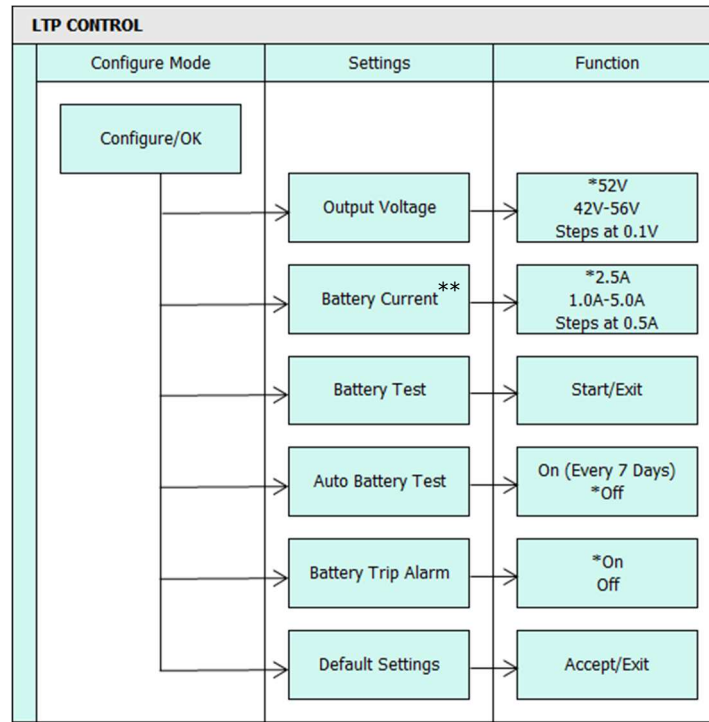 LTP CONTROL
Configure Mode
Settings
Function
Configure/OK
Output Voltage
*52V
42V-56V
Steps at 0.1V
Battery Current**
*2.5A
1.0A-5.0A
Steps at 0.5A
Battery Test
Start/Exit
Auto Battery Test
On (Every 7 Days)
*Off
Battery Trip Alarm
*On
Off
Default Settings
Accept/Exit